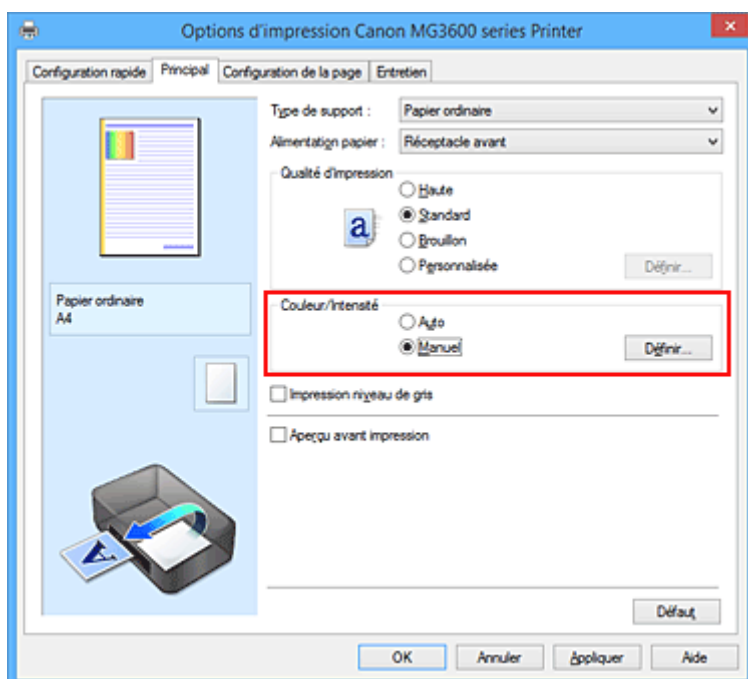 Options d'impression Canon MG3600 series Printer
Configuration rapide Principal Configuration de la page Entretien
Type de support : Papier ordinaire
Alimentation papier : Réceptacle avant
Qualité d'impression
Haute
a Standard
Brouillon
Personnalisée Définir...
Papier ordinaire
A4
Couleur/Intensité
Auto
Manuel Définir...
Impression niveau de gris
Aperçu avant impression
A
Défaut
OK Annuler Appliquer Aide